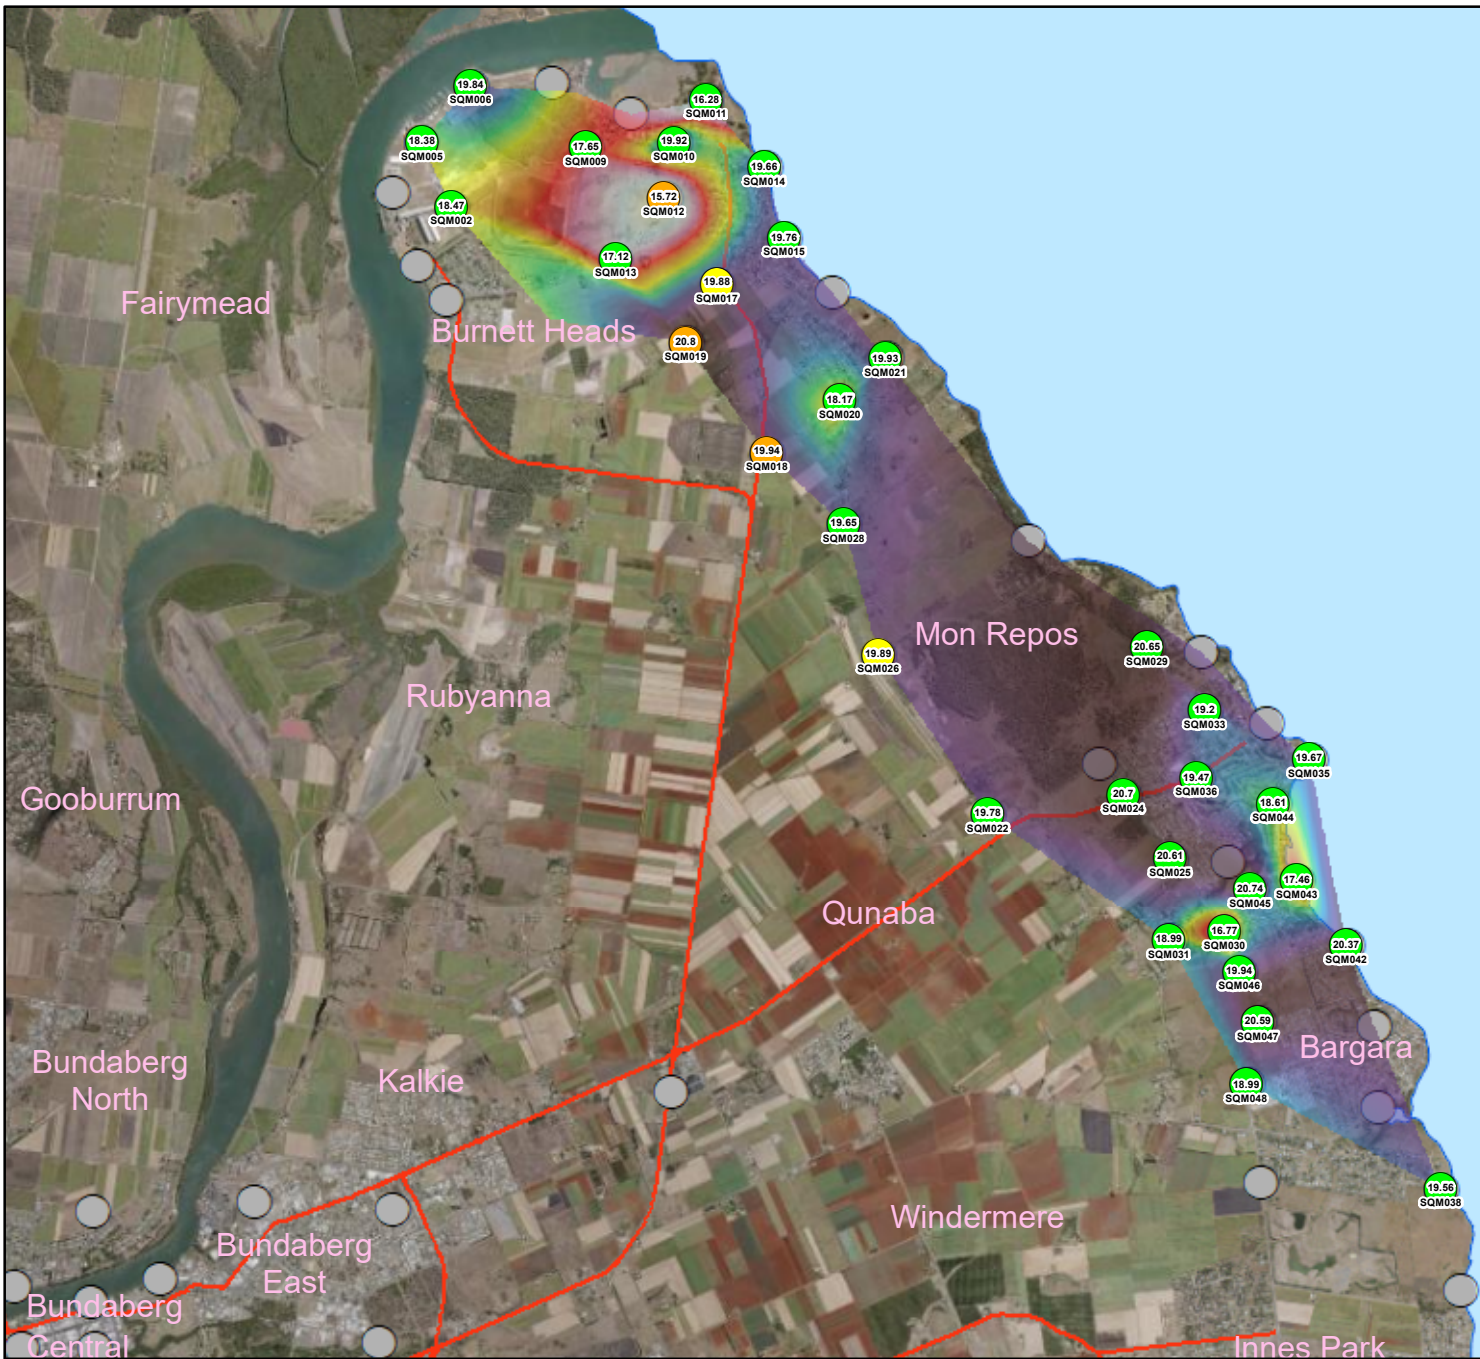 19.84
SQM006
16.28
SQM011
18.38
SQM005
17.65
SQM009
19.92
SQM010
19.66
SQM014
18.47
SQM002
15.72
SQM012
19.76
SQM015
17.12
SQM013
19.88
SQM017
Fairymead
Burnett Heads
20.8
SQM019
19.93
SQM021
18.17
SQM020
19.94
SQM018
19.65
SQM028
Mon Repos
20.65
SQM029
19.89
SQM026
Rubyanna
19.2
SQM033
19.67
SQM035
19.47
SQM036
Gooburrum
20.7
SQM024
18.61
SQM044
19.78
SQM022
20.61
SQM025
17.46
SQM043
20.74
SQM045
Qunaba
16.77
SQM030
18.99
SQM031
20.37
SQM042
19.94
SQM046
20.59
SQM047
Bargara
Bundaberg
North
Kalkie
18.99
SQM048
19.56
SQM038
Windermere
Bundaberg
East
Bundaberg
Central
Innes Park